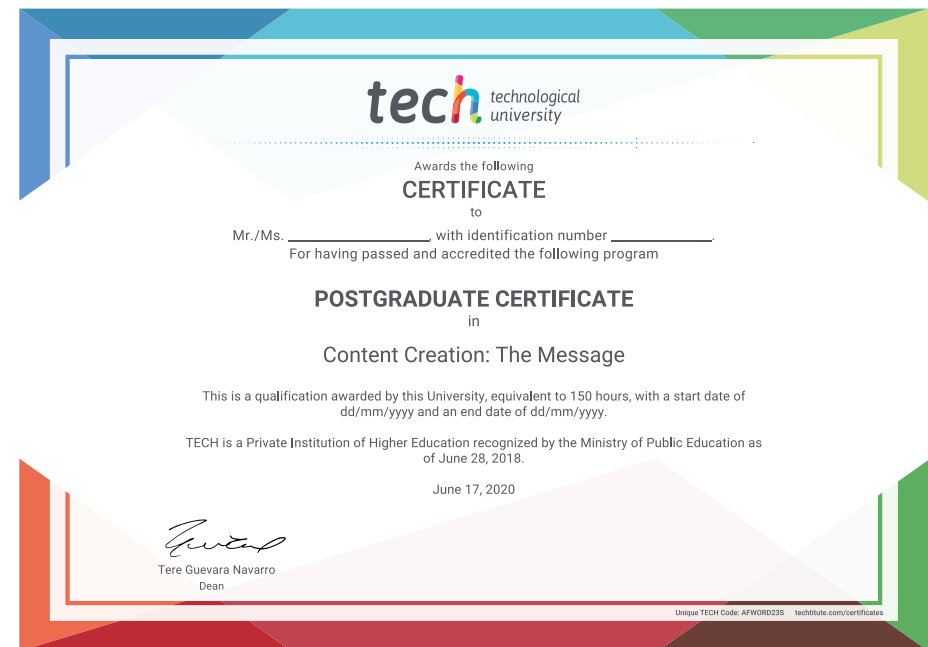 tech technological
university
Awards the following
CERTIFICATE
to
Mr./Ms. ____________________, with identification number ______________.
For having passed and accredited the following program
POSTGRADUATE CERTIFICATE
in
Content Creation: The Message
This is a qualification awarded by this University, equivalent to 150 hours, with a start date of
dd/mm/yyyy and an end date of dd/mm/yyyy.
TECH is a Private Institution of Higher Education recognized by the Ministry of Public Education as
of June 28, 2018.
June 17, 2020
Tere Guevara Navarro
Dean
Unique TECH Code: AFWORD23S techtitute.com/certificates